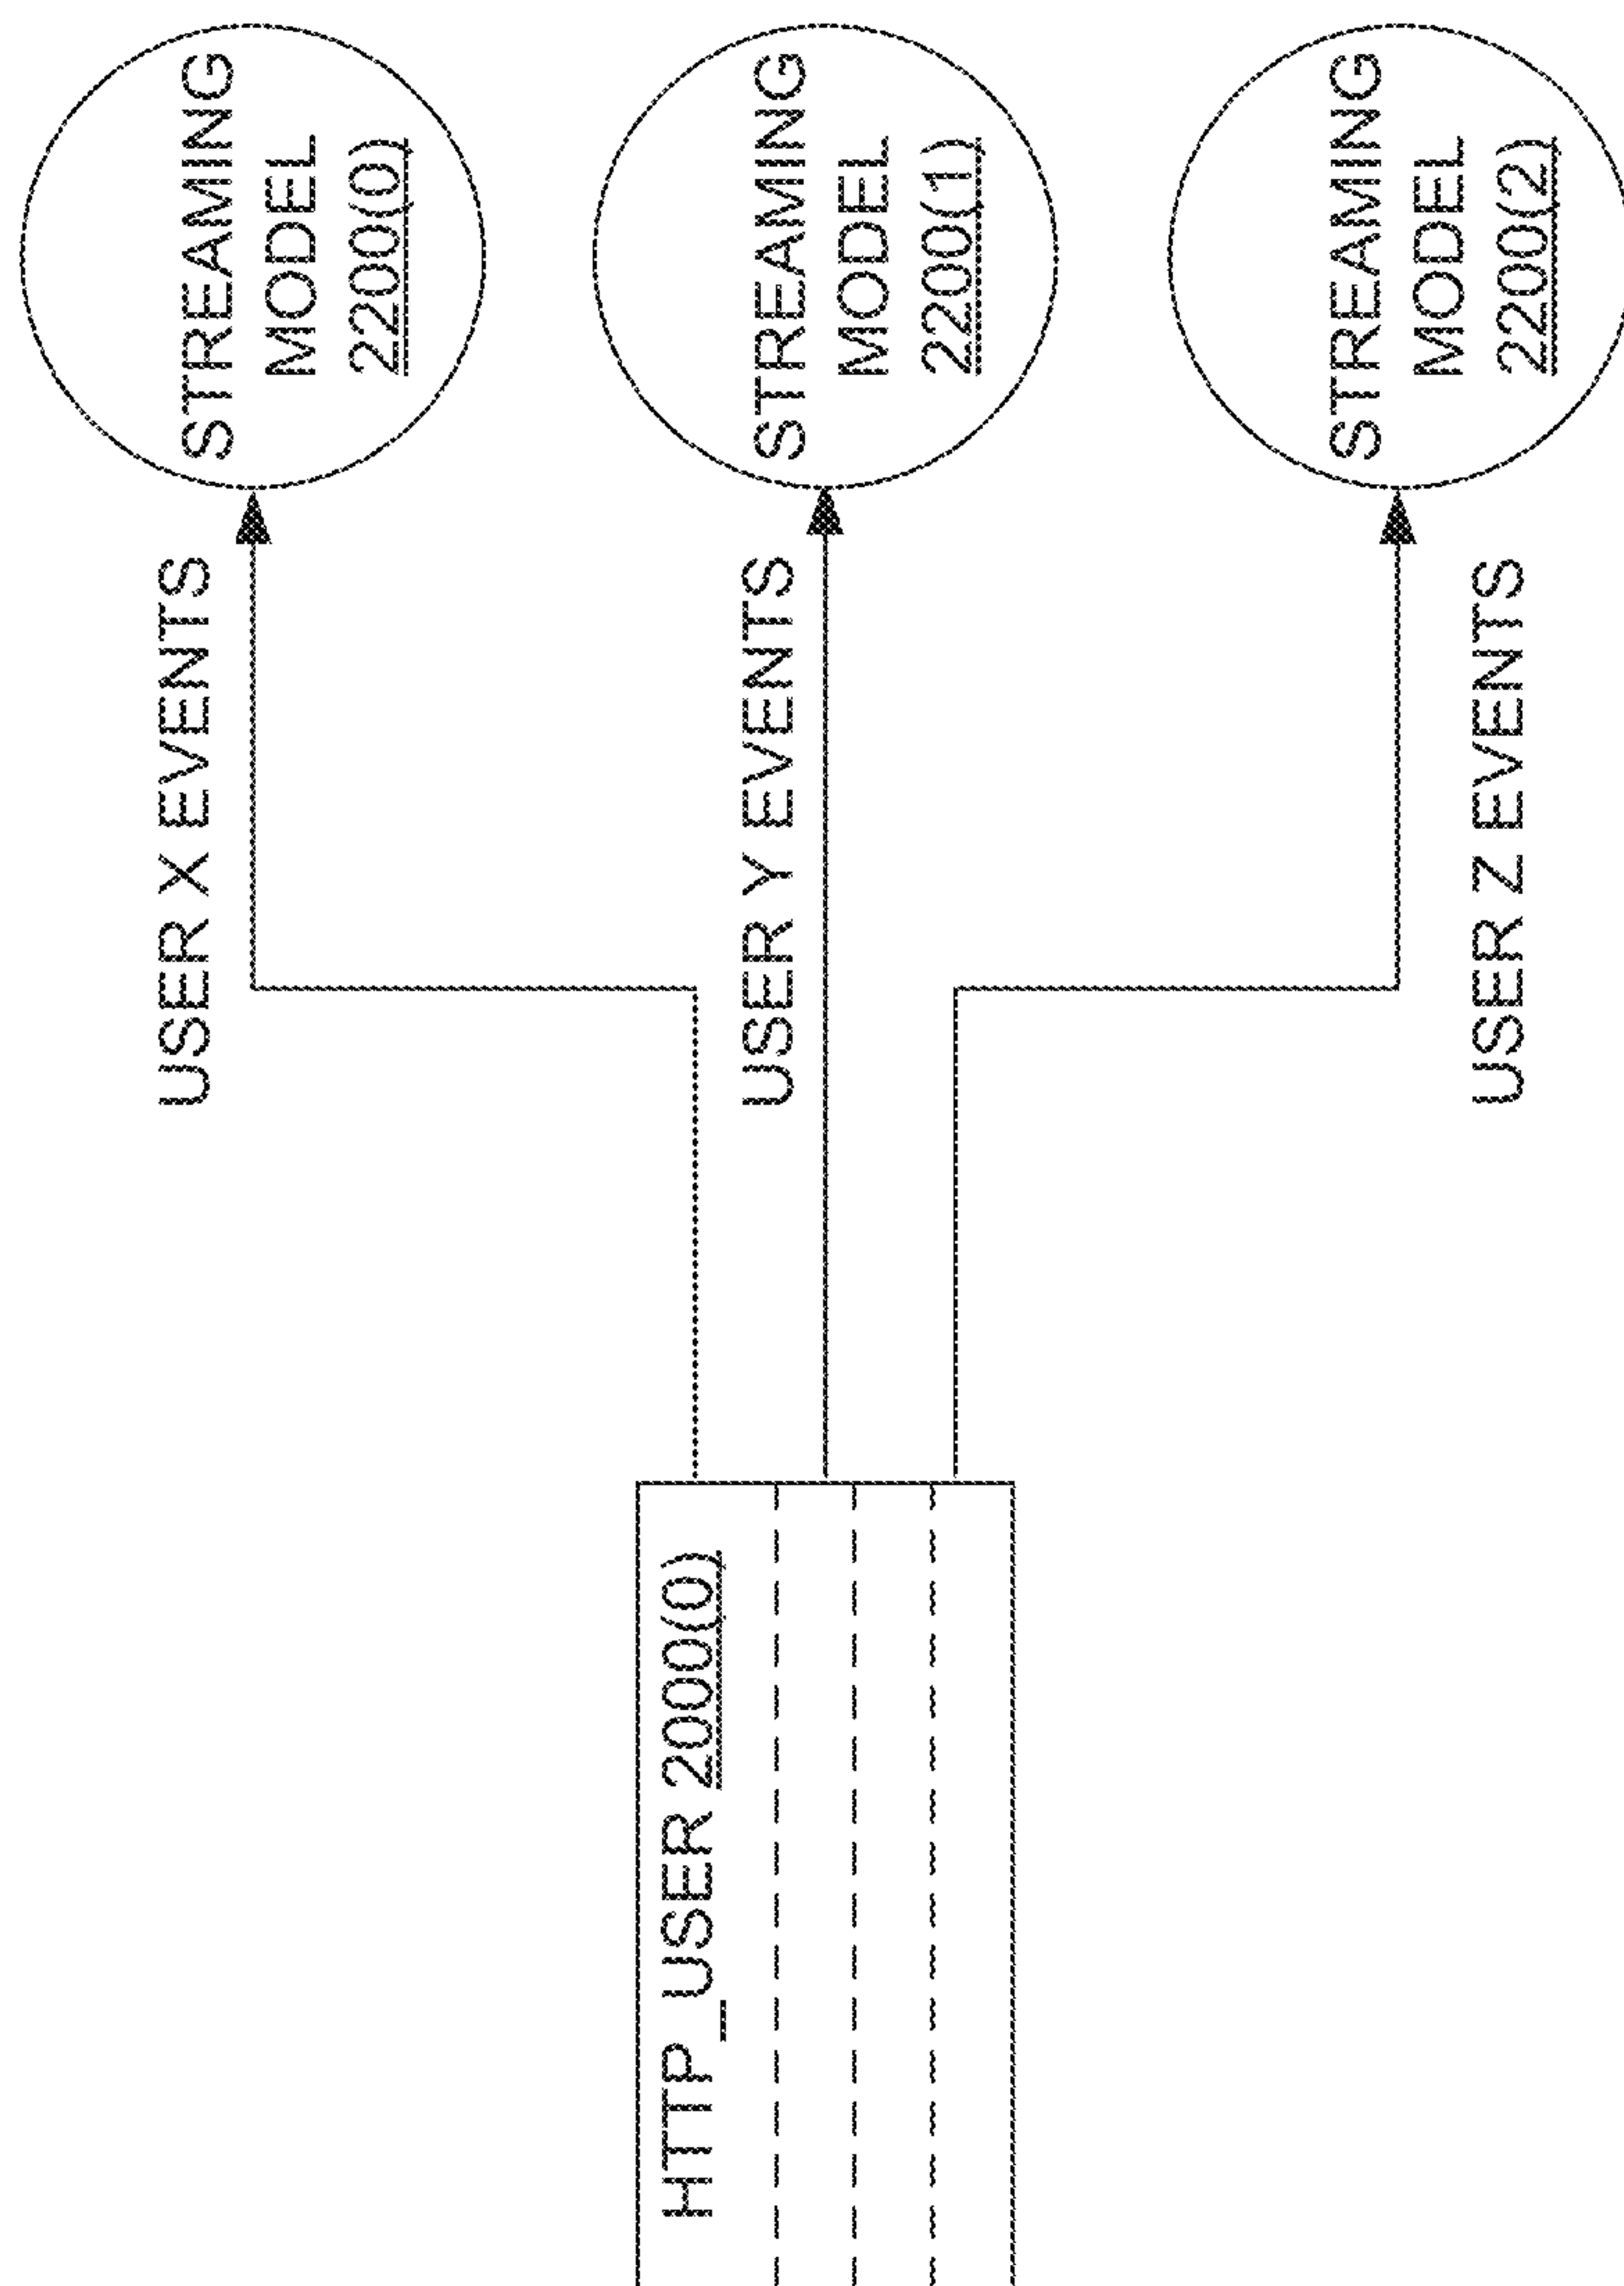 HTTP_USER 2000(0)
USER X EVENTS
STREAMING
MODEL
2200(0)
USER Y EVENTS
STREAMING
MODEL
2200(1)
USER Z EVENTS
STREAMING
MODEL
2200(2)